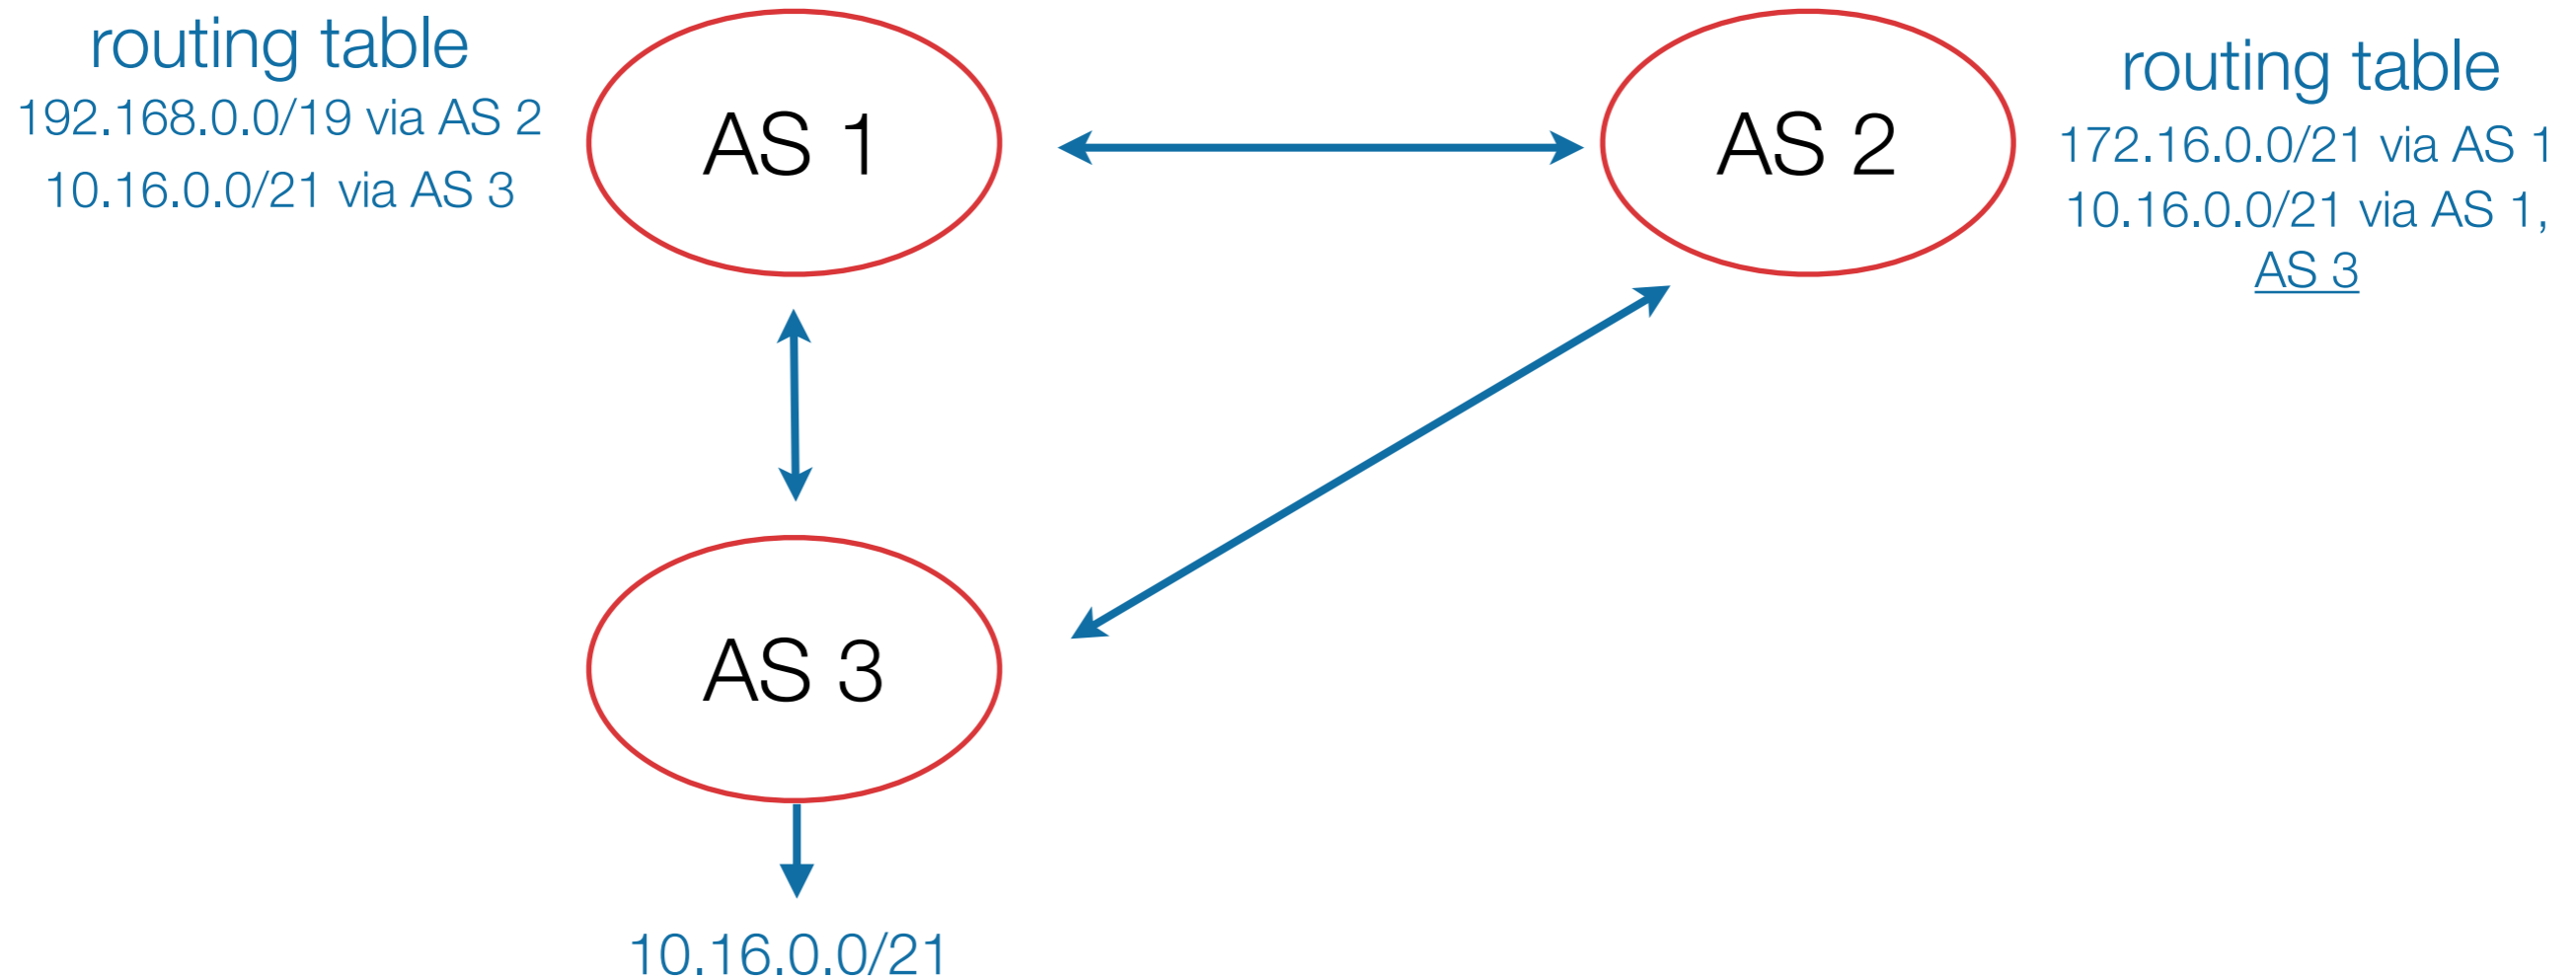 routing table
192.168.0.0/19 via AS 2
10.16.0.0/21 via AS 3
AS 1
AS 2
routing table
172.16.0.0/21 via AS 1
10.16.0.0/21 via AS 1,
AS 3
AS 3
10.16.0.0/21